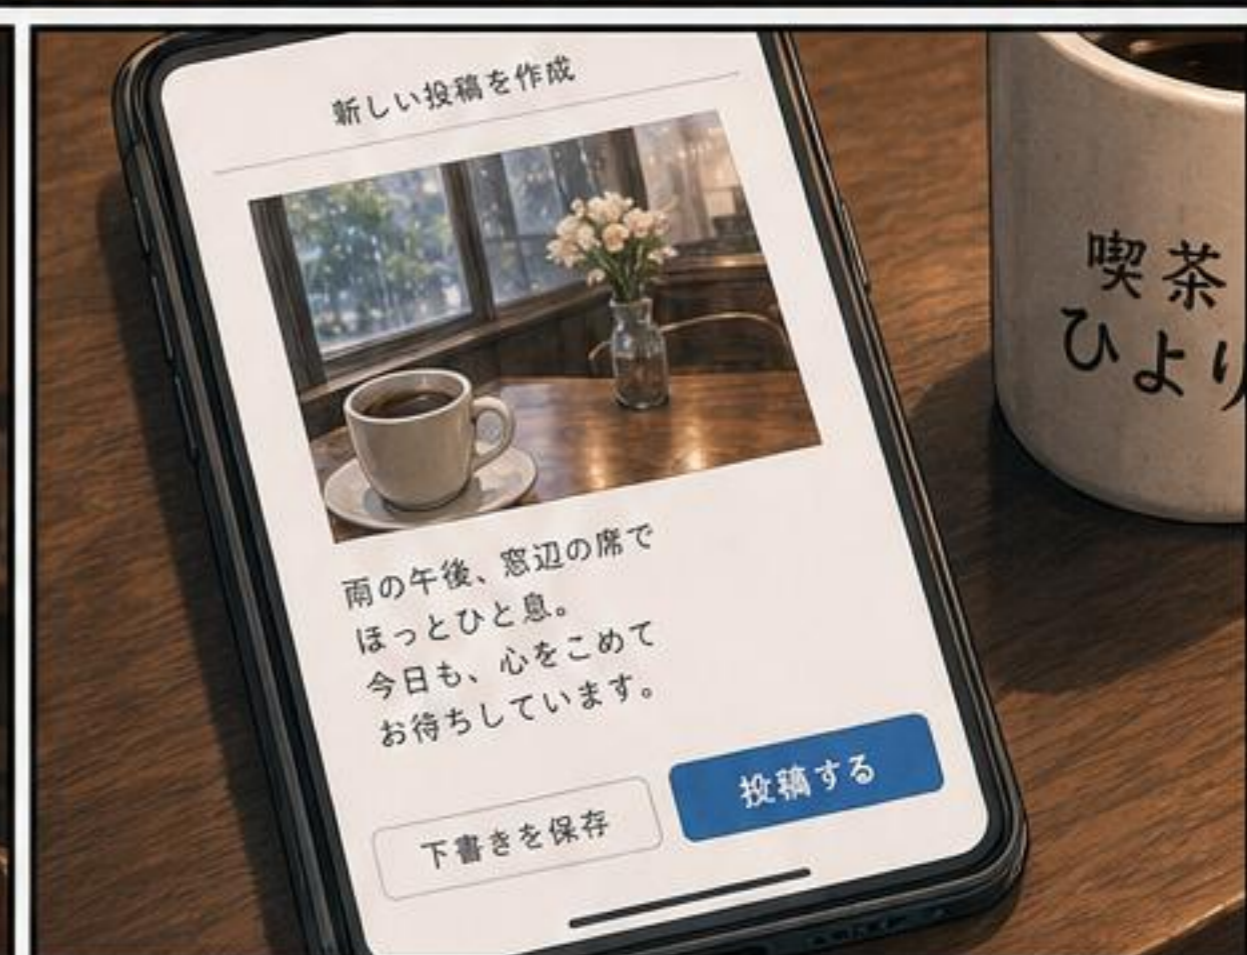 新しい投稿を作成
雨の午後、窓辺の席で
ほっとひと息。
今日も、心をこめて
お待ちしています。
下書きを保存
投稿する
喫茶
ひより